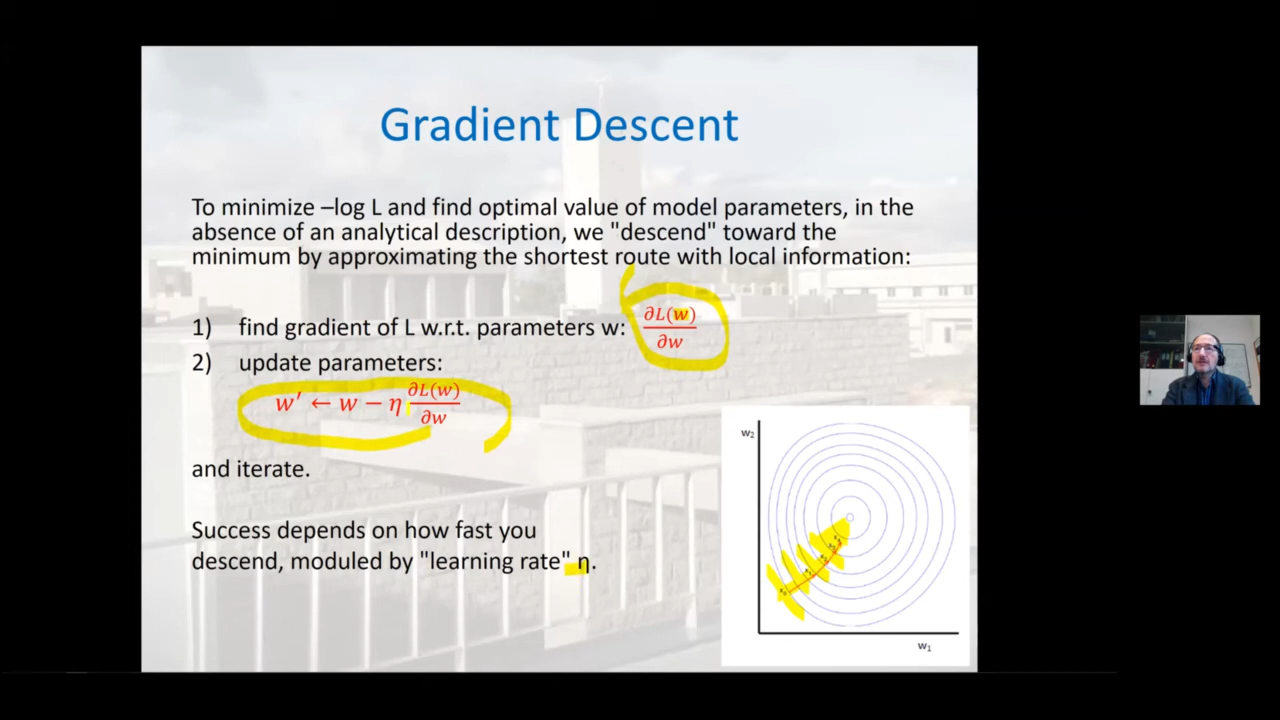 Gradient Descent
To minimize –log L and find optimal value of model parameters, in the
absence of an analytical description, we "descend" toward the
minimum by approximating the shortest route with local information:
1) find gradient of L w.r.t. parameters w: ∂L(w)/∂w
2) update parameters:
w′ ← w − η ∂L(w)/∂w
and iterate.
Success depends on how fast you
descend, moduled by "learning rate" η.
w₂
w₁